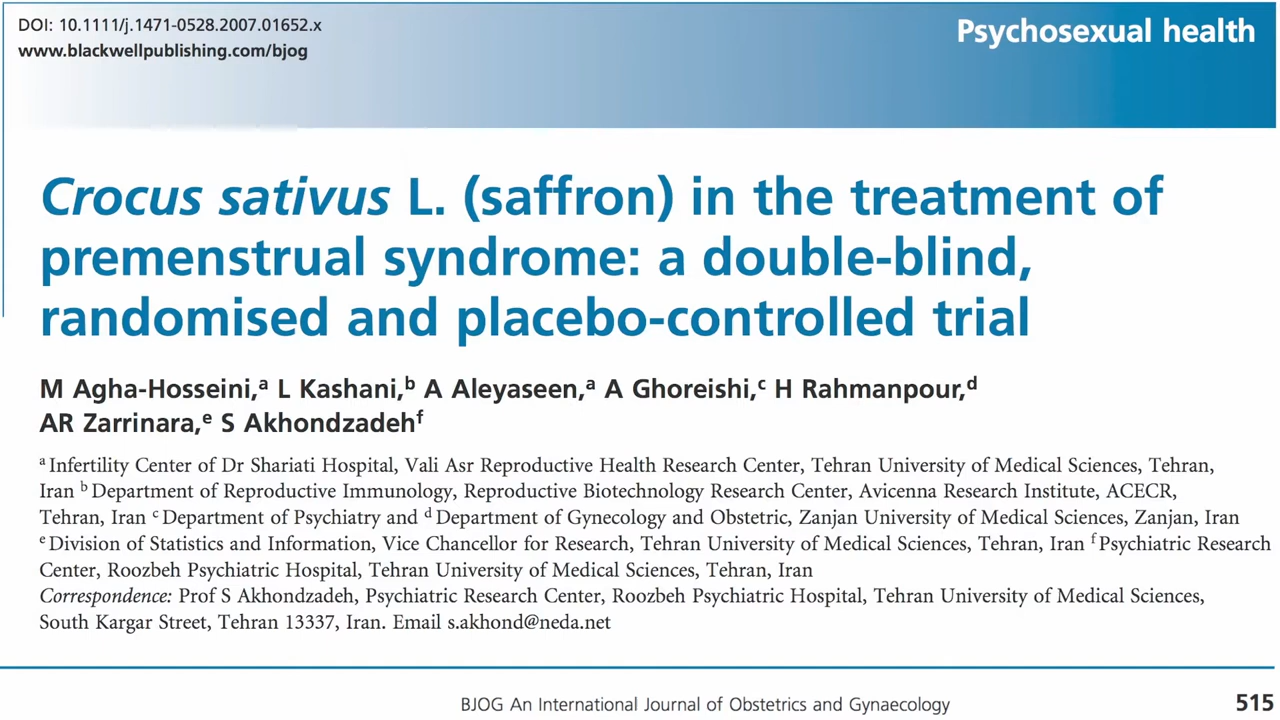 DOI: 10.1111/j.1471-0528.2007.01652.x
www.blackwellpublishing.com/bjog
Psychosexual health
Crocus sativus L. (saffron) in the treatment of
premenstrual syndrome: a double-blind,
randomised and placebo-controlled trial
M Agha-Hosseini,a L Kashani,b A Aleyaseen,a A Ghoreishi,c H Rahmanpour,d
AR Zarrinara,e S Akhondzadehf
a Infertility Center of Dr Shariati Hospital, Vali Asr Reproductive Health Research Center, Tehran University of Medical Sciences, Tehran,
Iran b Department of Reproductive Immunology, Reproductive Biotechnology Research Center, Avicenna Research Institute, ACECR,
Tehran, Iran c Department of Psychiatry and d Department of Gynecology and Obstetric, Zanjan University of Medical Sciences, Zanjan, Iran
e Division of Statistics and Information, Vice Chancellor for Research, Tehran University of Medical Sciences, Tehran, Iran f Psychiatric Research
Center, Roozbeh Psychiatric Hospital, Tehran University of Medical Sciences, Tehran, Iran
Correspondence: Prof S Akhondzadeh, Psychiatric Research Center, Roozbeh Psychiatric Hospital, Tehran University of Medical Sciences,
South Kargar Street, Tehran 13337, Iran. Email s.akhond@neda.net
BJOG An International Journal of Obstetrics and Gynaecology
515